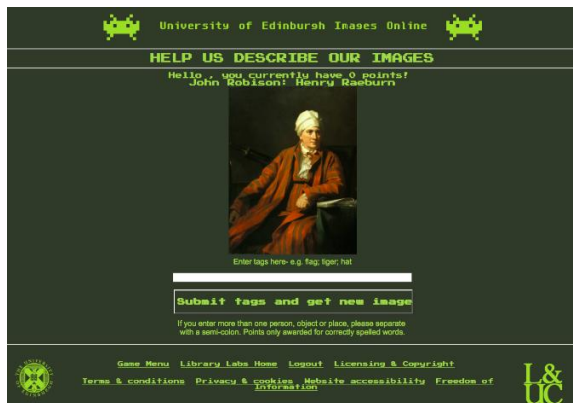 University of Edinburgh Images Online
HELP US DESCRIBE OUR IMAGES
Hello , you currently have 0 points!
John Robison: Henry Raeburn
Enter tags here- e.g. flag; tiger; hat
Submit tags and get new image
If you enter more than one person, object or place, please separate
with a semi-colon. Points only awarded for correctly spelled words.
Game Menu Library Labs Home Logout Licensing & Copyright
Terms & conditions Privacy & cookies Website accessibility Freedom of
Information
L&
UC